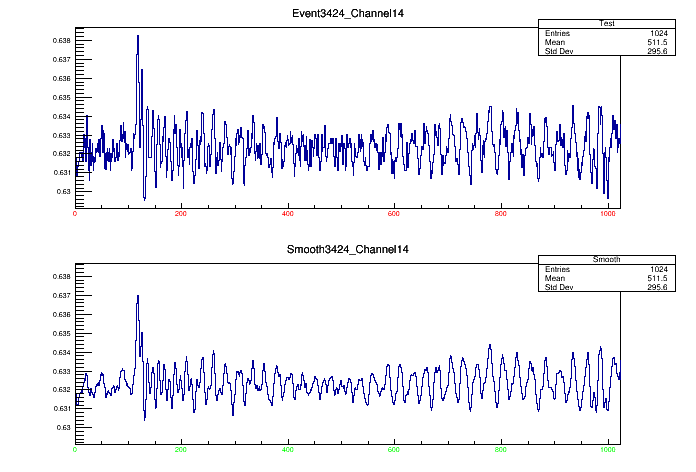 Event3424_Channel14
Test
Entries 1024
Mean 511.5
Std Dev 295.6
0.638
0.637
0.636
0.635
0.634
0.633
0.632
0.631
0.63
0 200 400 600 800 1000
Smooth3424_Channel14
Smooth
Entries 1024
Mean 511.5
Std Dev 295.6
0.638
0.637
0.636
0.635
0.634
0.633
0.632
0.631
0.63
0 200 400 600 800 1000